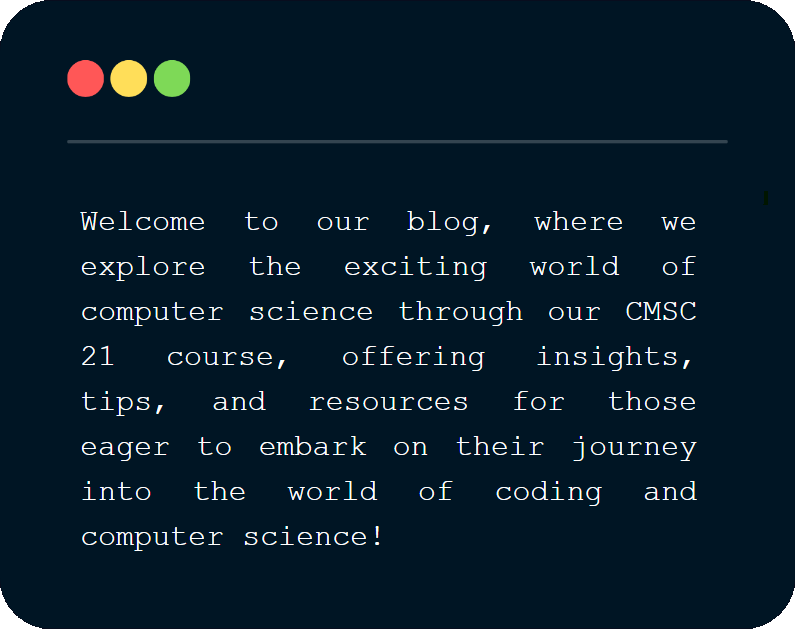 Welcome to our blog, where we
explore the exciting world of
computer science through our CMSC
21 course, offering insights,
tips, and resources for those
eager to embark on their journey
into the world of coding and
computer science!